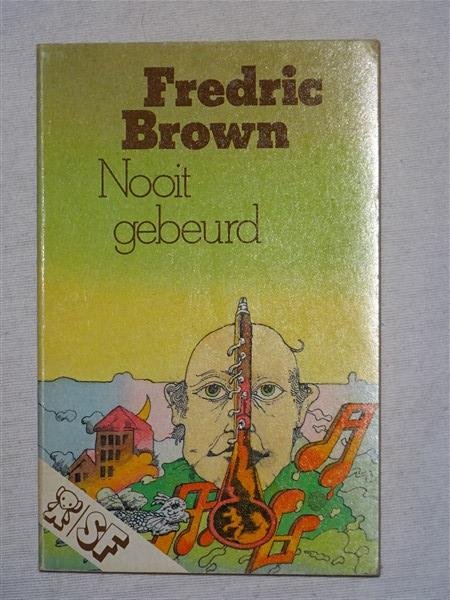 Fredric
Brown
Nooit
gebeurd
SF